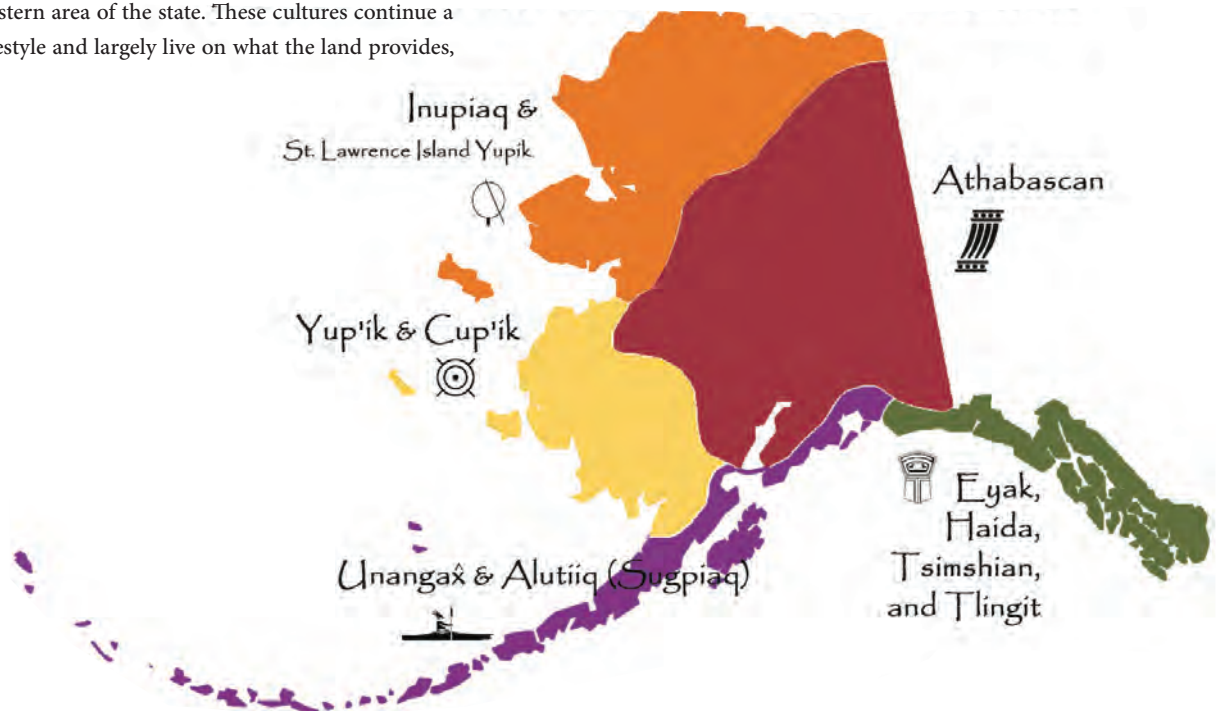 stern area of the state. These cultures continue a
estyle and largely live on what the land provides,
Inupiaq &
St. Lawrence Island Yupik
Athabascan
Yup'ik & Cup'ik
Unangax̂ & Alutiiq (Sugpiaq)
Eyak,
Haida,
Tsimshian,
and Tlingit